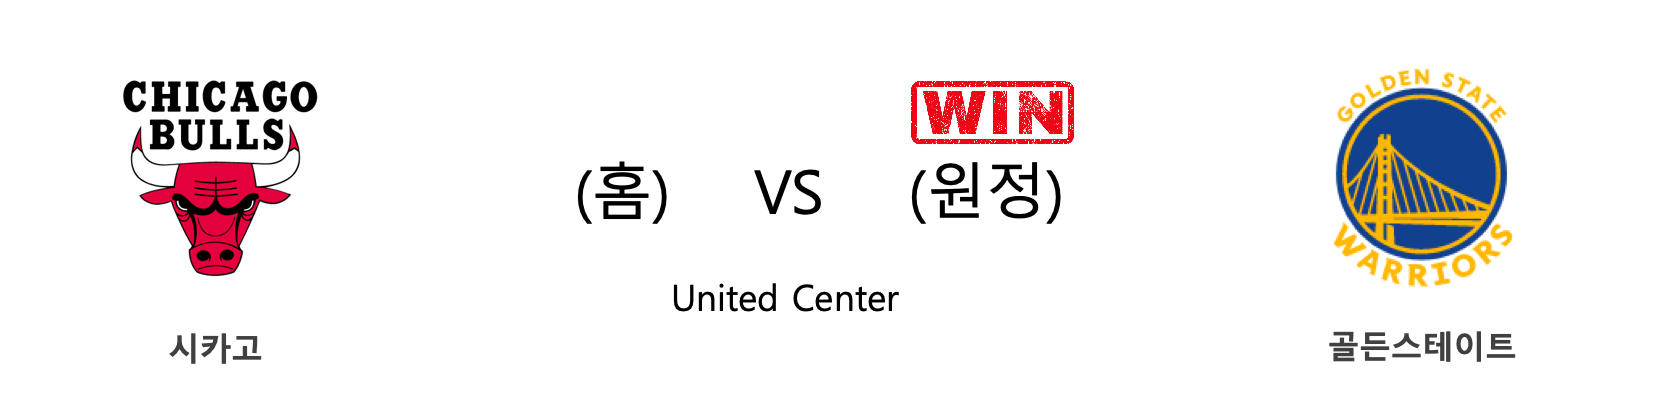 CHICAGO
BULLS
시카고
WIN
(홈) VS (원정)
United Center
GOLDEN STATE
WARRIORS
골든스테이트